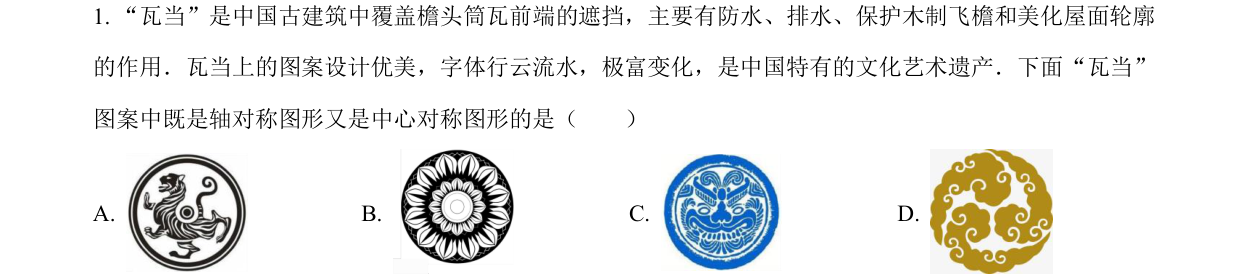 1. “瓦当”是中国古建筑中覆盖檐头筒瓦前端的遮挡，主要有防水、排水、保护木制飞檐和美化屋面轮廓
的作用．瓦当上的图案设计优美，字体行云流水，极富变化，是中国特有的文化艺术遗产．下面“瓦当”
图案中既是轴对称图形又是中心对称图形的是（　　）
A. B. C. D.